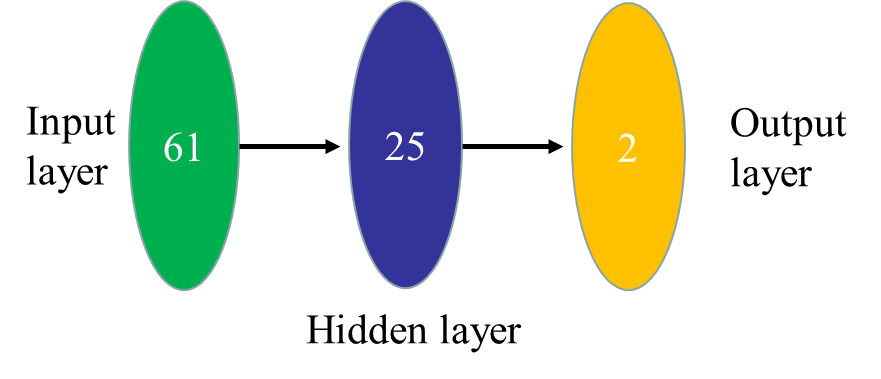 Input
layer
61
25
2
Output
layer
Hidden layer